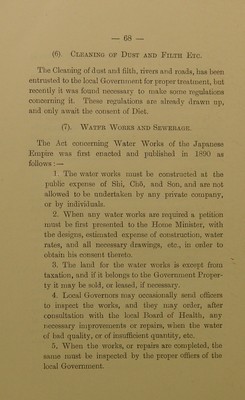 — 68 —
(6). CLEANING OF DUST AND FILTH ETC.
The Cleaning of dust and filth, rivers and roads, has been
entrusted to the local Government for proper treatment, but
recently it was found necessary to make some regulations
concerning it. These regulations are already drawn up,
and only await the consent of Diet.
(7). WATER WORKS AND SEWERAGE.
The Act concerning Water Works of the Japanese
Empire was first enacted and published in 1890 as
follows:—
1. The water works must be constructed at the
public expense of Shi, Chō, and Son, and are not
allowed to be undertaken by any private company,
or by individuals.
2. When any water works are required a petition
must be first presented to the Home Minister, with
the designs, estimated expense of construction, water
rates, and all necessary drawings, etc., in order to
obtain his consent thereto.
3. The land for the water works is except from
taxation, and if it belongs to the Government Proper-
ty it may be sold, or leased, if necessary.
4. Local Governors may occasionally send officers
to inspect the works, and they may order, after
consultation with the local Board of Health, any
necessary improvements or repairs, when the water
of bad quality, or of insufficient quantity, etc.
5. When the works, or repairs are completed, the
same must be inspected by the proper offices of the
local Government.